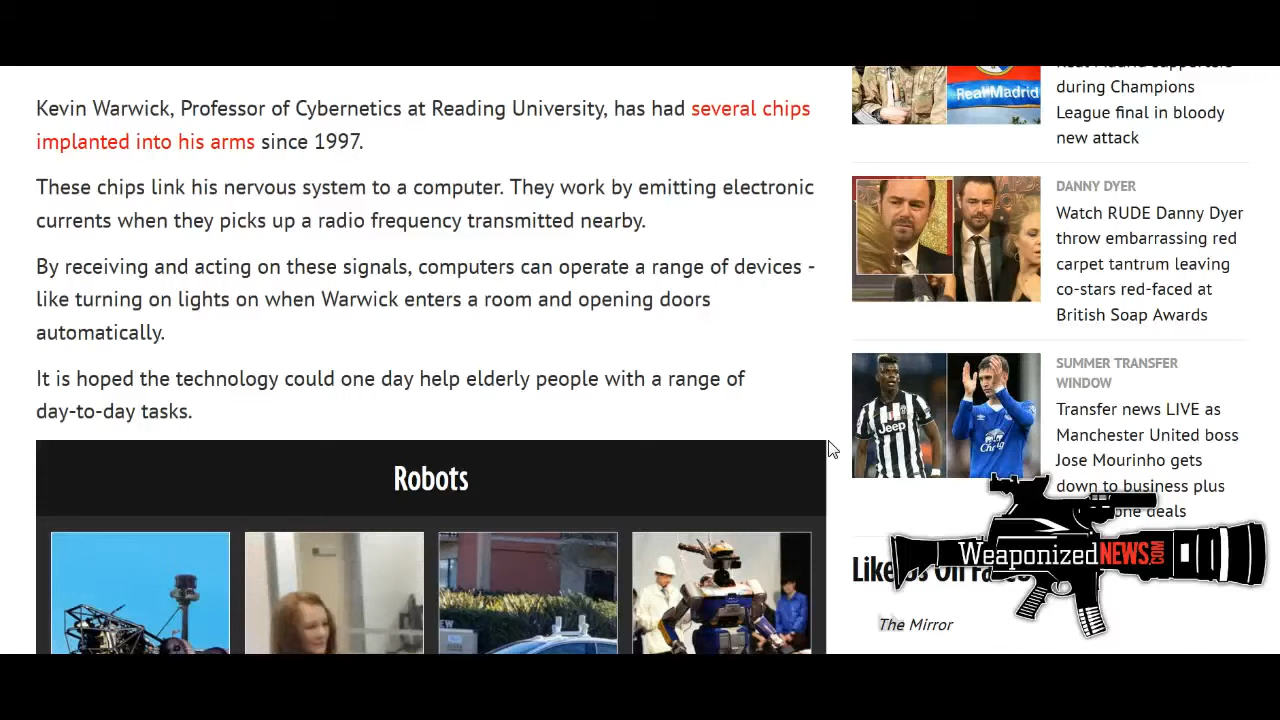 Kevin Warwick, Professor of Cybernetics at Reading University, has had several chips
implanted into his arms since 1997.
These chips link his nervous system to a computer. They work by emitting electronic
currents when they picks up a radio frequency transmitted nearby.
By receiving and acting on these signals, computers can operate a range of devices -
like turning on lights on when Warwick enters a room and opening doors
automatically.
It is hoped the technology could one day help elderly people with a range of
day-to-day tasks.
Robots
Real Madrid supporters
during Champions
League final in bloody
new attack
Real Madrid
DANNY DYER
Watch RUDE Danny Dyer
throw embarrassing red
carpet tantrum leaving
co-stars red-faced at
British Soap Awards
SUMMER TRANSFER
WINDOW
Transfer news LIVE as
Manchester United boss
Jose Mourinho gets
down to business plus
deals
Jeep
WeaponizedNEWS.COM
Like
The Mirror